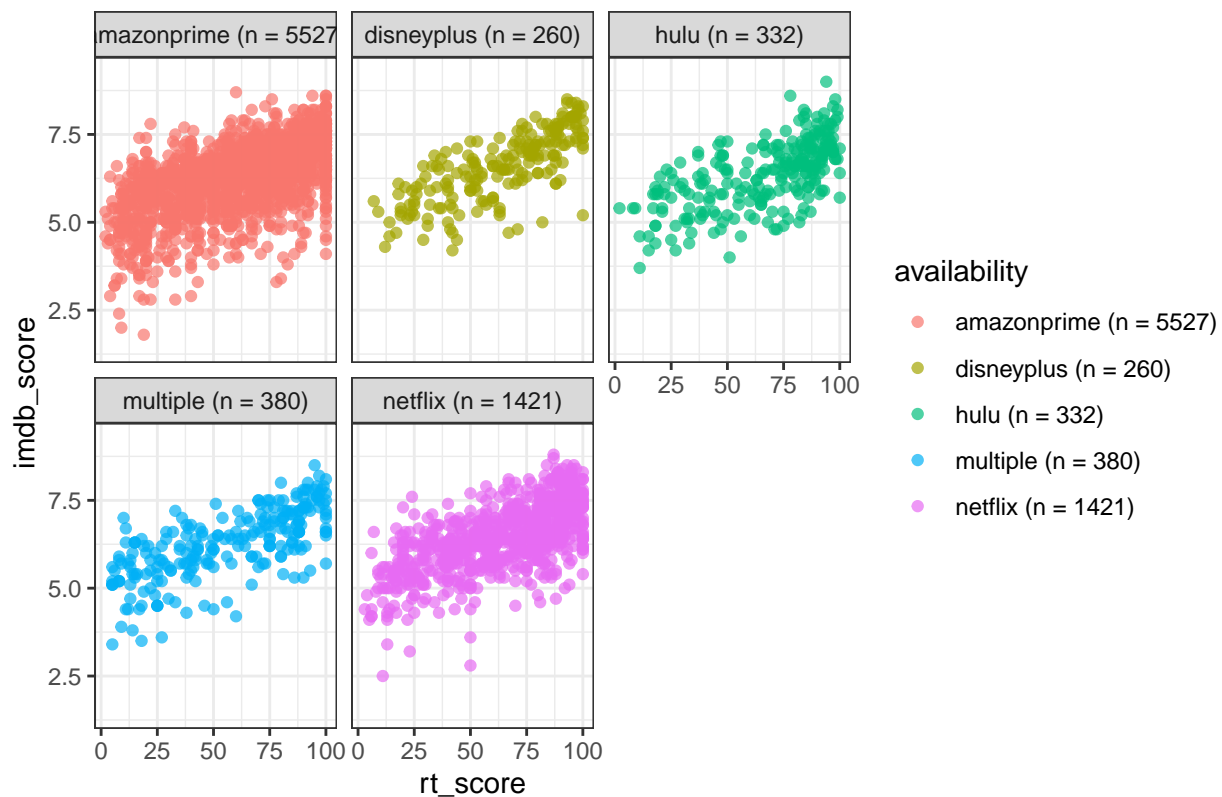 amazonprime (n = 5527
disneyplus (n = 260)
hulu (n = 332)
7.5
5.0
2.5
0 25 50 75 100
multiple (n = 380)
netflix (n = 1421)
7.5
5.0
2.5
0 25 50 75 100
0 25 50 75 100
rt_score
imdb_score
availability
amazonprime (n = 5527)
disneyplus (n = 260)
hulu (n = 332)
multiple (n = 380)
netflix (n = 1421)